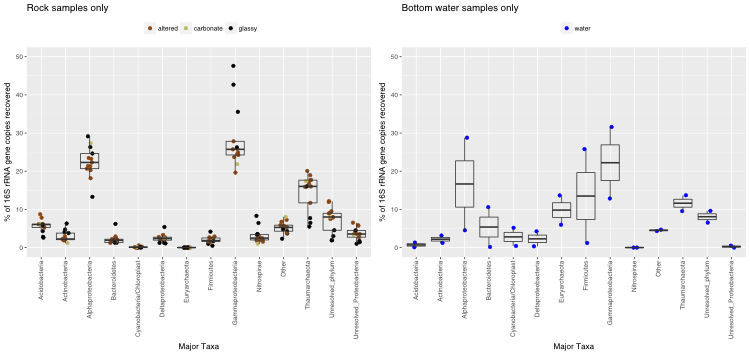 Rock samples only
altered carbonate glassy
% of 16S rRNA gene copies recovered
50
40
30
20
10
0
Acidobacteria
Actinobacteria
Alphaproteobacteria
Bacteroidetes
Cyanobacteria/Chloroplast
Deltaproteobacteria
Euryarchaeota
Firmicutes
Gammaproteobacteria
Nitrospirae
Other
Thaumarchaeota
Unresolved_phylum
Unresolved_Proteobacteria
Major Taxa
Bottom water samples only
water
% of 16S rRNA gene copies recovered
50
40
30
20
10
0
Acidobacteria
Actinobacteria
Alphaproteobacteria
Bacteroidetes
Cyanobacteria/Chloroplast
Deltaproteobacteria
Euryarchaeota
Firmicutes
Gammaproteobacteria
Nitrospirae
Other
Thaumarchaeota
Unresolved_phylum
Unresolved_Proteobacteria
Major Taxa